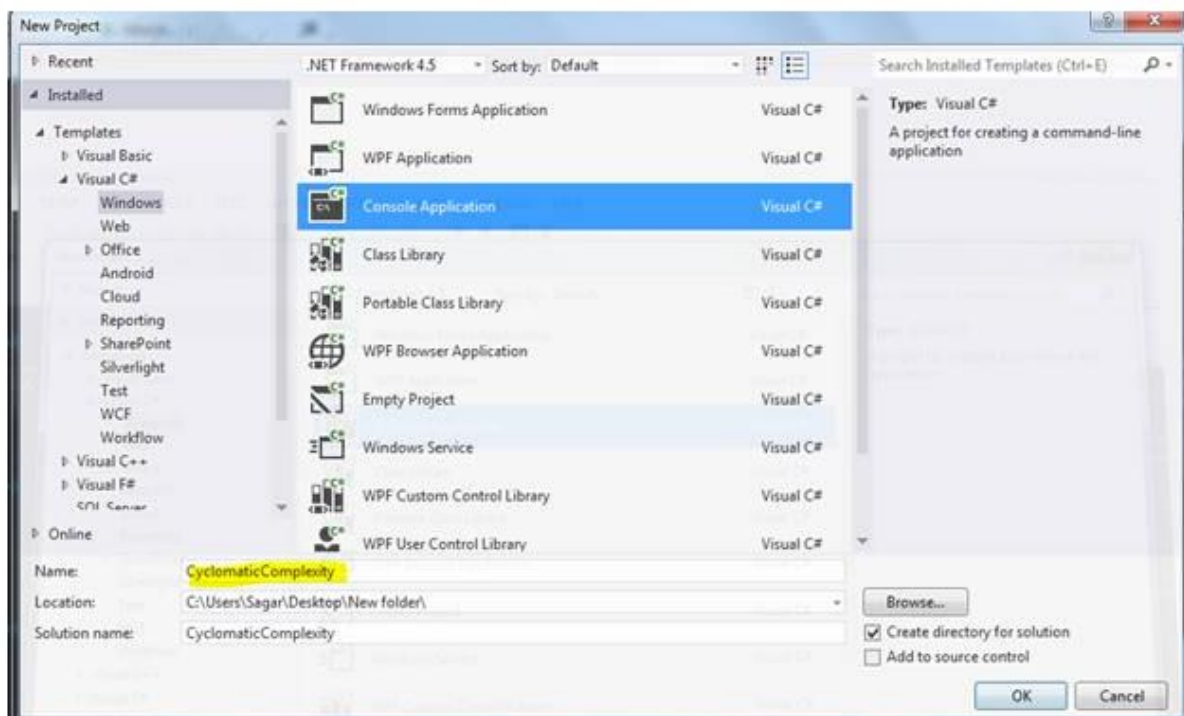 New Project
Recent
.NET Framework 4.5
Sort by: Default
Search Installed Templates (Ctrl+E)
Installed
Templates
Visual Basic
Visual C#
Windows
Web
Office
Android
Cloud
Reporting
SharePoint
Silverlight
Test
WCF
Workflow
Visual C++
Visual F#
SQL Server
Online
Windows Forms Application Visual C#
WPF Application Visual C#
Console Application Visual C#
Class Library Visual C#
Portable Class Library Visual C#
WPF Browser Application Visual C#
Empty Project Visual C#
Windows Service Visual C#
WPF Custom Control Library Visual C#
WPF User Control Library Visual C#
Type: Visual C#
A project for creating a command-line
application
Name: CyclomaticComplexity
Location: C:\Users\Sagar\Desktop\New folder\
Browse...
Solution name: CyclomaticComplexity
Create directory for solution
Add to source control
OK
Cancel